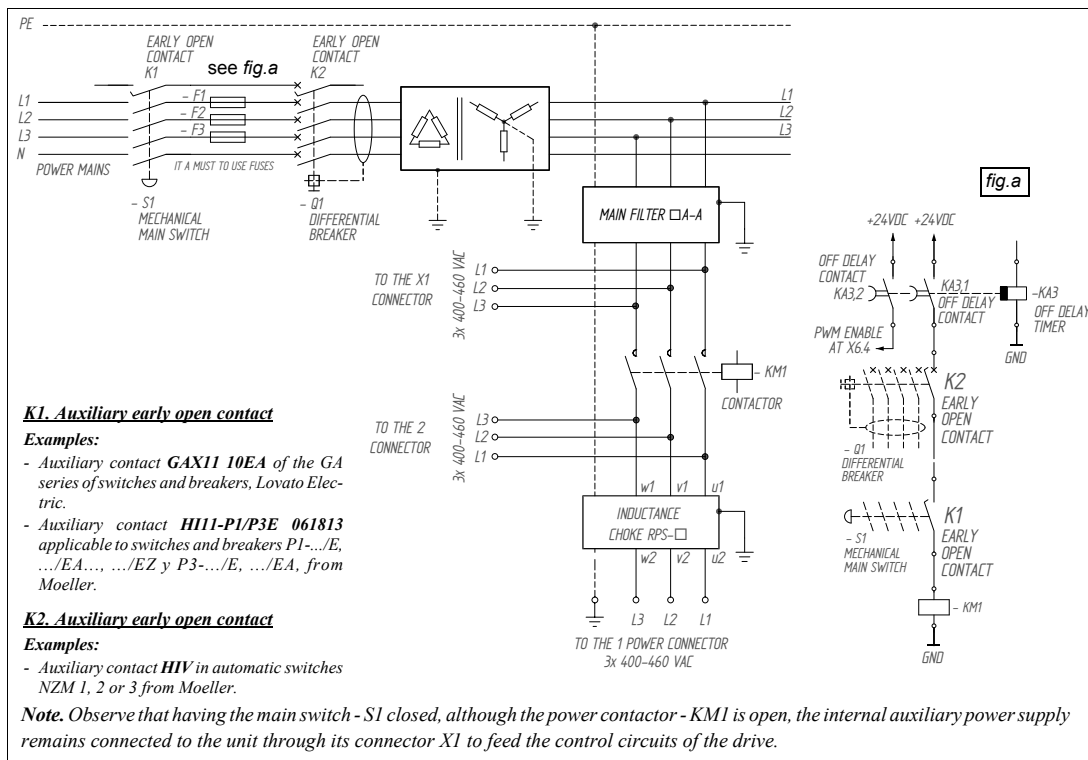 PE
EARLY OPEN
CONTACT
K1
see fig.a
EARLY OPEN
CONTACT
K2
L1
L2
L3
N
- F1
- F2
- F3
POWER MAINS
IT A MUST TO USE FUSES
- S1
MECHANICAL
MAIN SWITCH
- Q1
DIFFERENTIAL
BREAKER
L1
L2
L3
MAIN FILTER □A-A
TO THE X1
CONNECTOR
3x 400-460 VAC
L1
L2
L3
- KM1
CONTACTOR
TO THE 2
CONNECTOR
3x 400-460 VAC
L3
L2
L1
w1 v1 u1
INDUCTANCE
CHOKE RPS-□
w2 v2 u2
L3 L2 L1
TO THE 1 POWER CONNECTOR
3x 400-460 VAC
fig.a
+24VDC +24VDC
OFF DELAY
CONTACT
KA3,2
KA3,1
OFF DELAY
CONTACT
-KA3
OFF DELAY
TIMER
GND
PWM ENABLE
AT X6.4
K2
EARLY
OPEN
CONTACT
- Q1
DIFFERENTIAL
BREAKER
K1
EARLY
OPEN
CONTACT
- S1
MECHANICAL
MAIN SWITCH
- KM1
GND
K1. Auxiliary early open contact
Examples:
- Auxiliary contact GAX11 10EA of the GA
series of switches and breakers, Lovato Elec-
tric.
- Auxiliary contact HI11-P1/P3E 061813
applicable to switches and breakers P1-.../E,
.../EA..., .../EZ y P3-.../E, .../EA, from
Moeller.
K2. Auxiliary early open contact
Examples:
- Auxiliary contact HIV in automatic switches
NZM 1, 2 or 3 from Moeller.
Note. Observe that having the main switch - S1 closed, although the power contactor - KM1 is open, the internal auxiliary power supply
remains connected to the unit through its connector X1 to feed the control circuits of the drive.